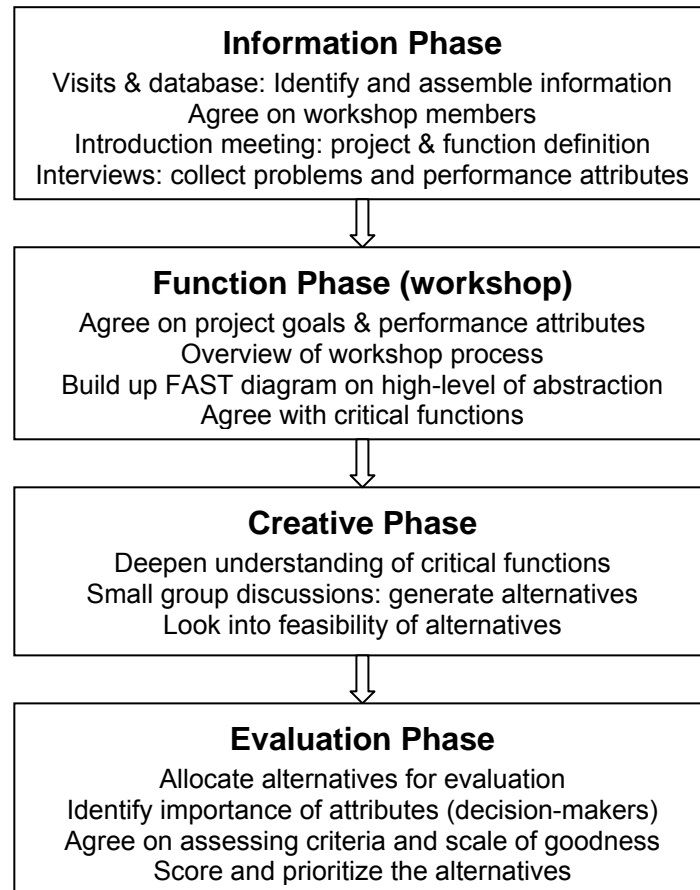 Information Phase
Visits & database: Identify and assemble information
Agree on workshop members
Introduction meeting: project & function definition
Interviews: collect problems and performance attributes
Function Phase (workshop)
Agree on project goals & performance attributes
Overview of workshop process
Build up FAST diagram on high-level of abstraction
Agree with critical functions
Creative Phase
Deepen understanding of critical functions
Small group discussions: generate alternatives
Look into feasibility of alternatives
Evaluation Phase
Allocate alternatives for evaluation
Identify importance of attributes (decision-makers)
Agree on assessing criteria and scale of goodness
Score and prioritize the alternatives